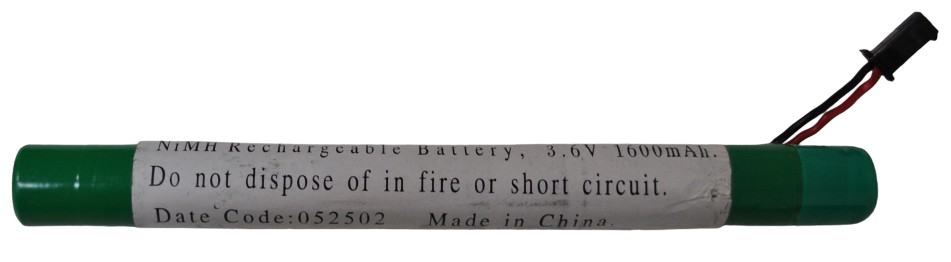 NiMH Rechargeable Battery, 3.6V 1600mAh.
Do not dispose of in fire or short circuit.
Date Code:052502 Made in China.